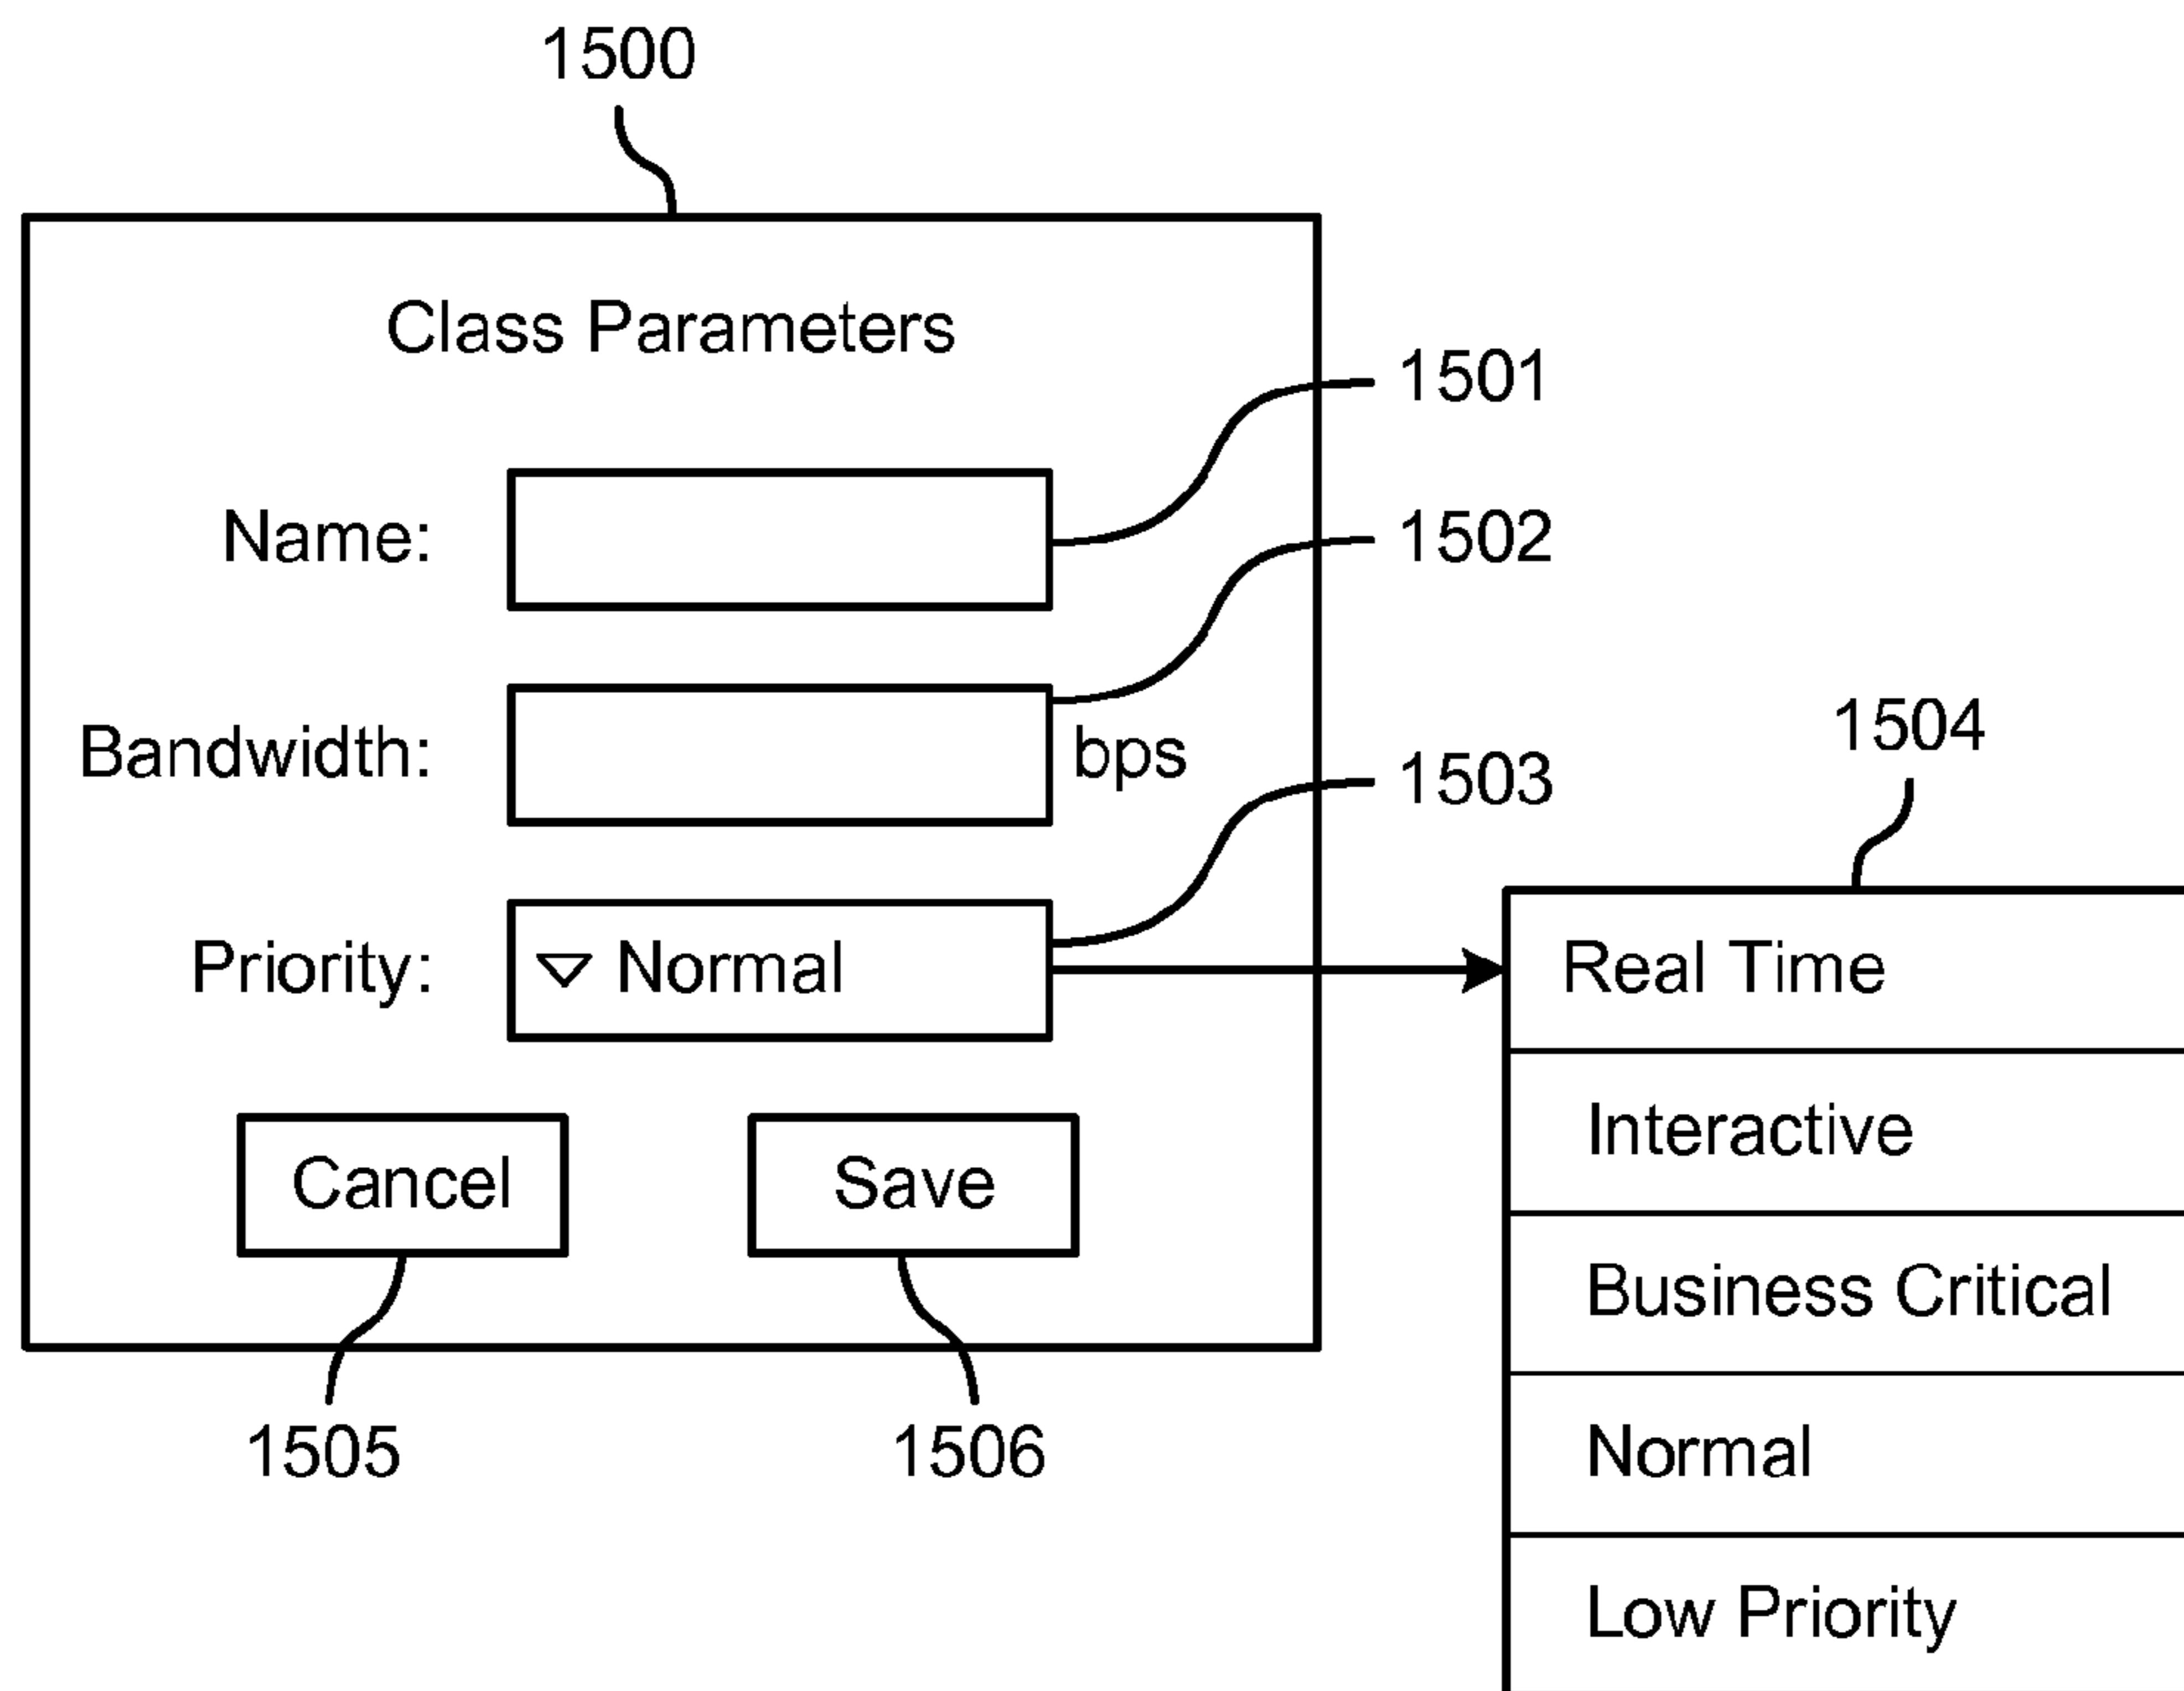 1500
Class Parameters
1501
Name:
1502
Bandwidth: bps
1503
1504
Priority: Normal
Real Time
Interactive
Cancel Save
Business Critical
1505 1506
Normal
Low Priority